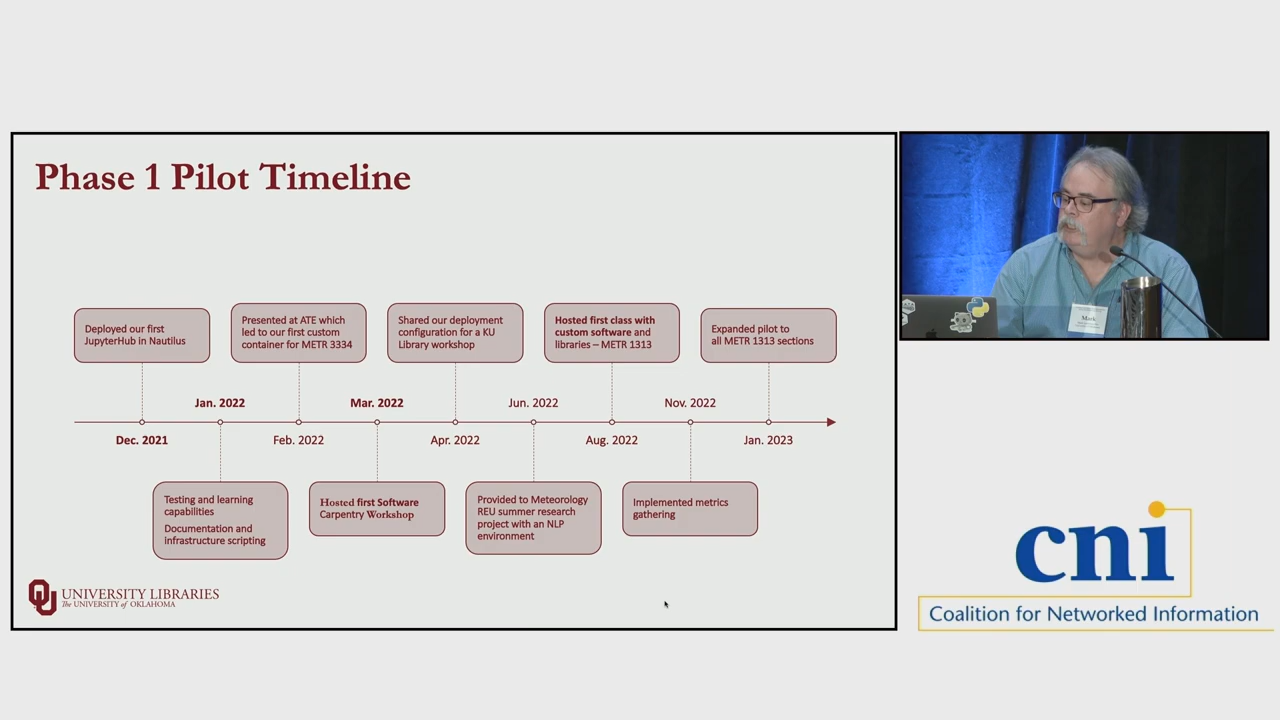 Phase 1 Pilot Timeline
Deployed our first
JupyterHub in Nautilus
Presented at ATE which
led to our first custom
container for METR 3334
Shared our deployment
configuration for a KU
Library workshop
Hosted first class with
custom software and
libraries – METR 1313
Expanded pilot to
all METR 1313 sections
Jan. 2022
Mar. 2022
Jun. 2022
Nov. 2022
Dec. 2021
Feb. 2022
Apr. 2022
Aug. 2022
Jan. 2023
Testing and learning
capabilities
Documentation and
infrastructure scripting
Hosted first Software
Carpentry Workshop
Provided to Meteorology
REU summer research
project with an NLP
environment
Implemented metrics
gathering
UNIVERSITY LIBRARIES
The UNIVERSITY of OKLAHOMA
Mark
cni
Coalition for Networked Information